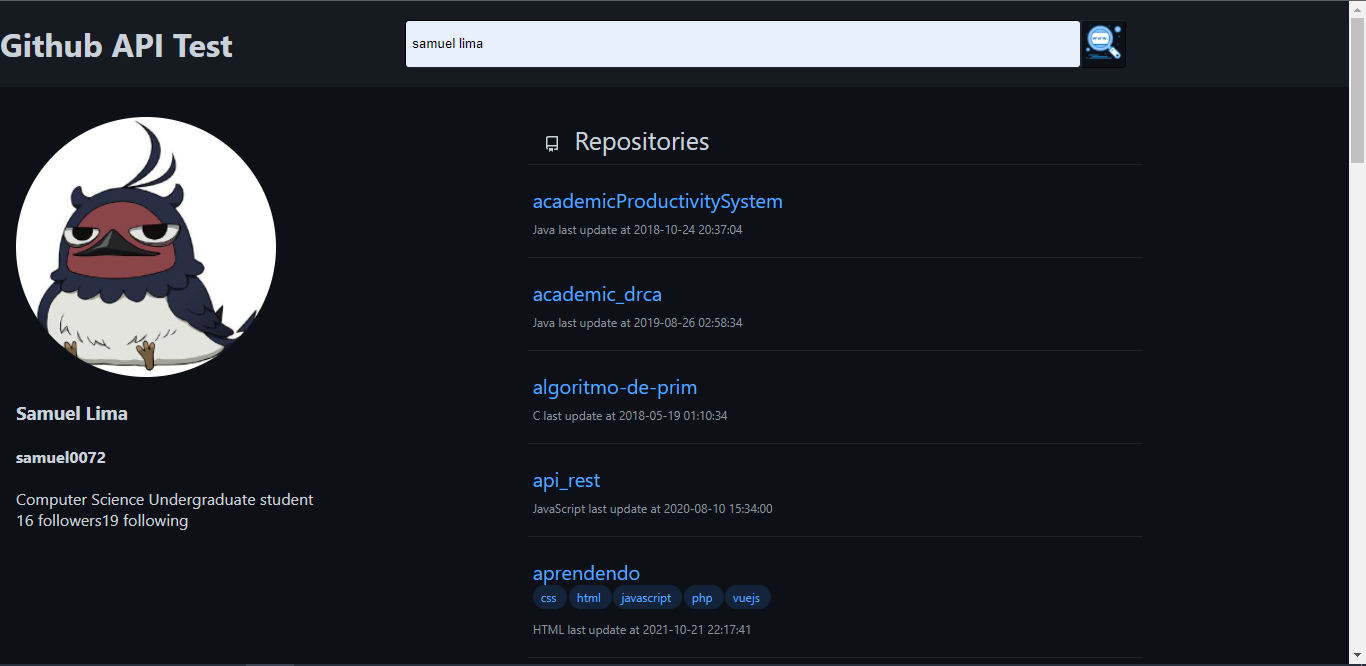 Github API Test
samuel lima
www
Samuel Lima
samuel0072
Computer Science Undergraduate student
16 followers19 following
Repositories
academicProductivitySystem
Java last update at 2018-10-24 20:37:04
academic_drca
Java last update at 2019-08-26 02:58:34
algoritmo-de-prim
C last update at 2018-05-19 01:10:34
api_rest
JavaScript last update at 2020-08-10 15:34:00
aprendendo
css html javascript php vuejs
HTML last update at 2021-10-21 22:17:41